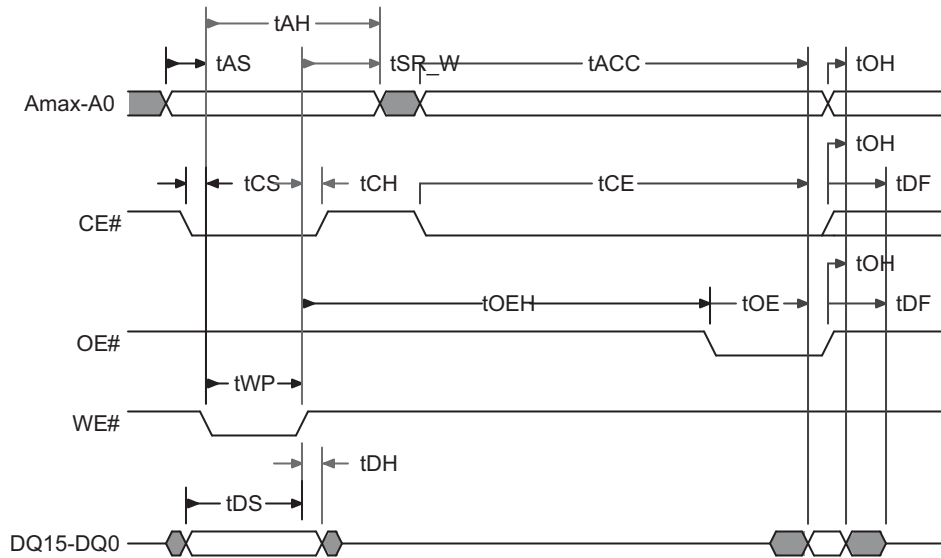 tAH
tAS tSR_W tACC tOH
Amax-A0
tOH
tCS tCH tCE tDF
CE#
tOH
tOEH tOE tDF
OE#
tWP
WE#
tDH
tDS
DQ15-DQ0